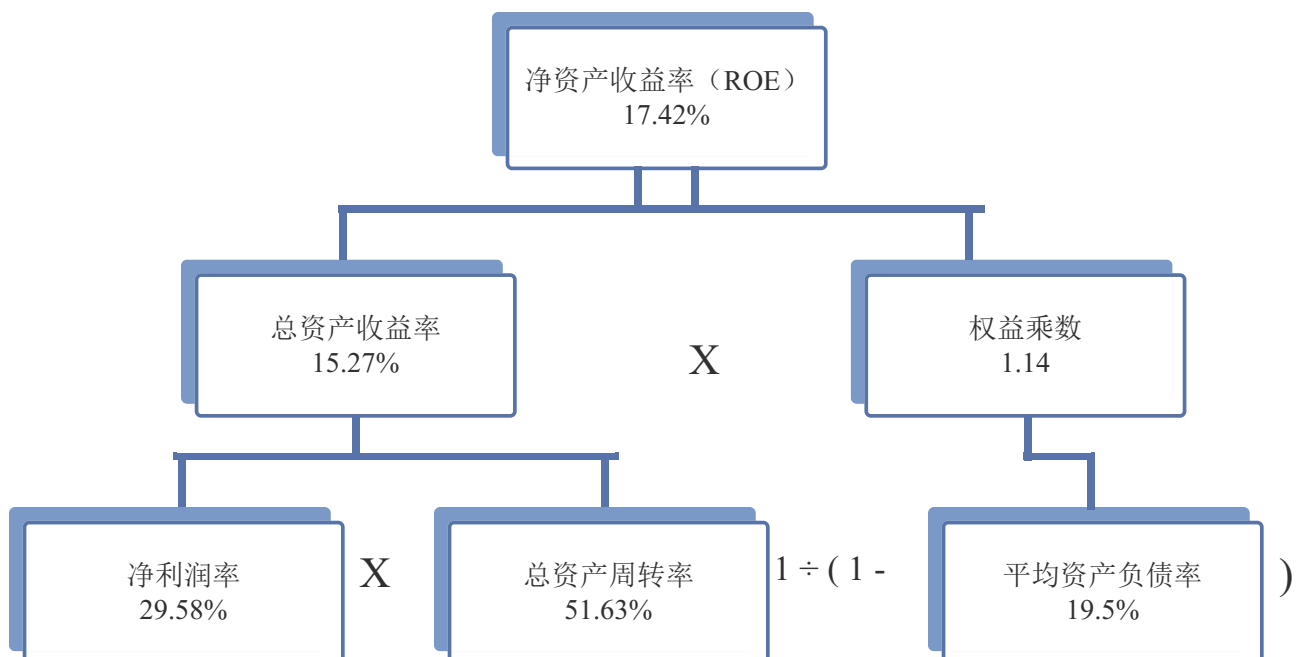 净资产收益率（ROE）
17.42%
总资产收益率
15.27%
X
权益乘数
1.14
净利润率
29.58%
X
总资产周转率
51.63%
1 ÷ ( 1 -
平均资产负债率
19.5%
)